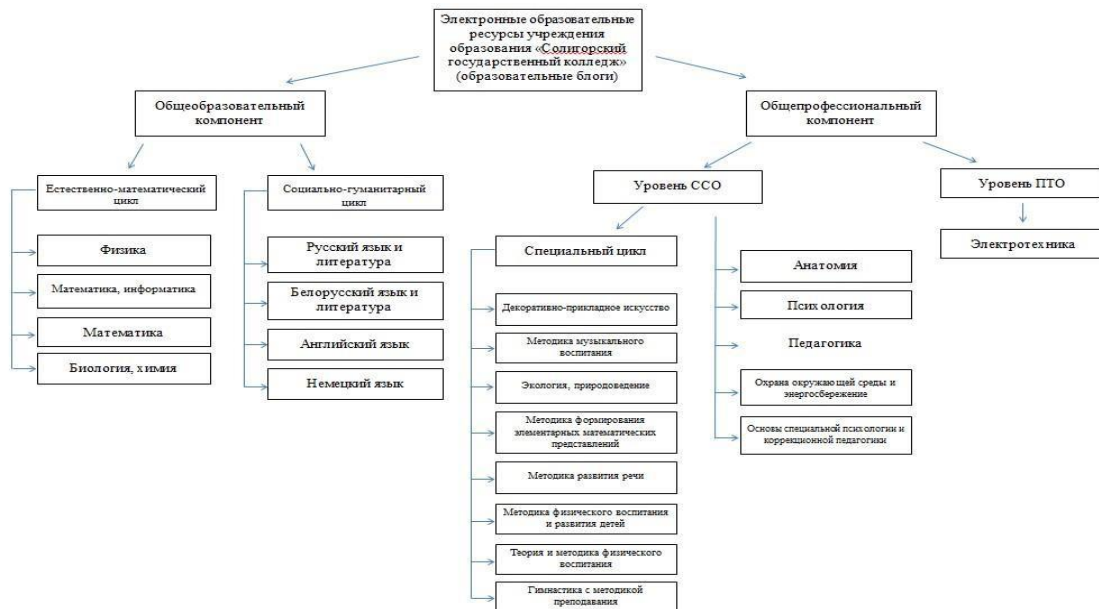 Электронные образовательные
ресурсы учреждения
образования «Солигорский
государственный колледж»
(образовательные блоги)
Общеобразовательный
компонент
Общепрофессиональный
компонент
Естественно-математический
цикл
Физика
Математика, информатика
Математика
Биология, химия
Социально-гуманитарный
цикл
Русский язык и
литература
Белорусский язык и
литература
Английский язык
Немецкий язык
Уровень ССО
Специальный цикл
Декоративно-прикладное искусство
Методика музыкального
воспитания
Экология, природоведение
Методика формирования
элементарных математических
представлений
Методика развития речи
Методика физического воспитания
и развития детей
Теория и методика физического
воспитания
Гимнастика с методикой
преподавания
Анатомия
Психология
Педагогика
Охрана окружающей среды и
энергосбережение
Основы специальной психологии и
коррекционной педагогики
Уровень ПТО
Электротехника